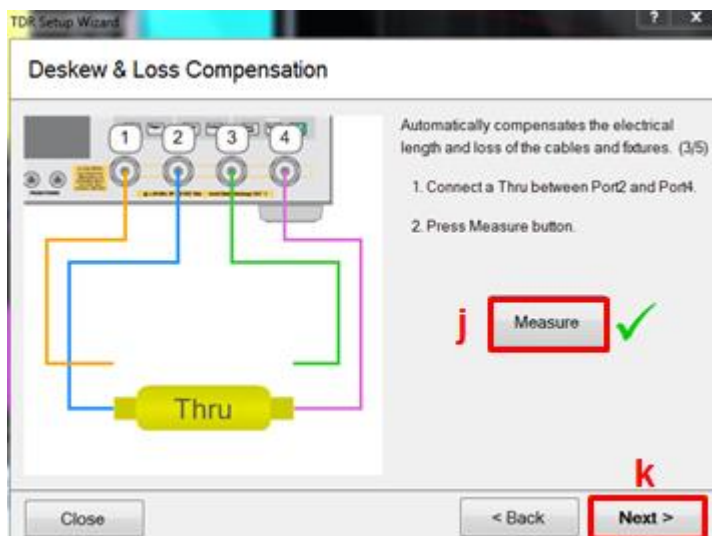 TDR Setup Wizard
? X
Deskew & Loss Compensation
1 2 3 4
Automatically compensates the electrical
length and loss of the cables and fixtures. (3/5)
1. Connect a Thru between Port2 and Port4.
2. Press Measure button.
j Measure
Thru
k
Close < Back Next >